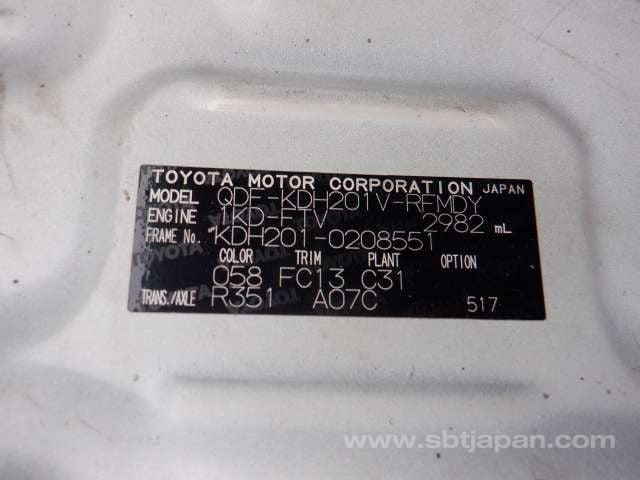 TOYOTA MOTOR CORPORATION JAPAN
MODEL QDF-KDH201V-RFMDY
ENGINE 1KD-FTV 2982 mL
FRAME No. KDH201-0208551
COLOR TRIM PLANT OPTION
058 FC13 C31
TRANS./AXLE R351 A07C 517
www.sbtjapan.com